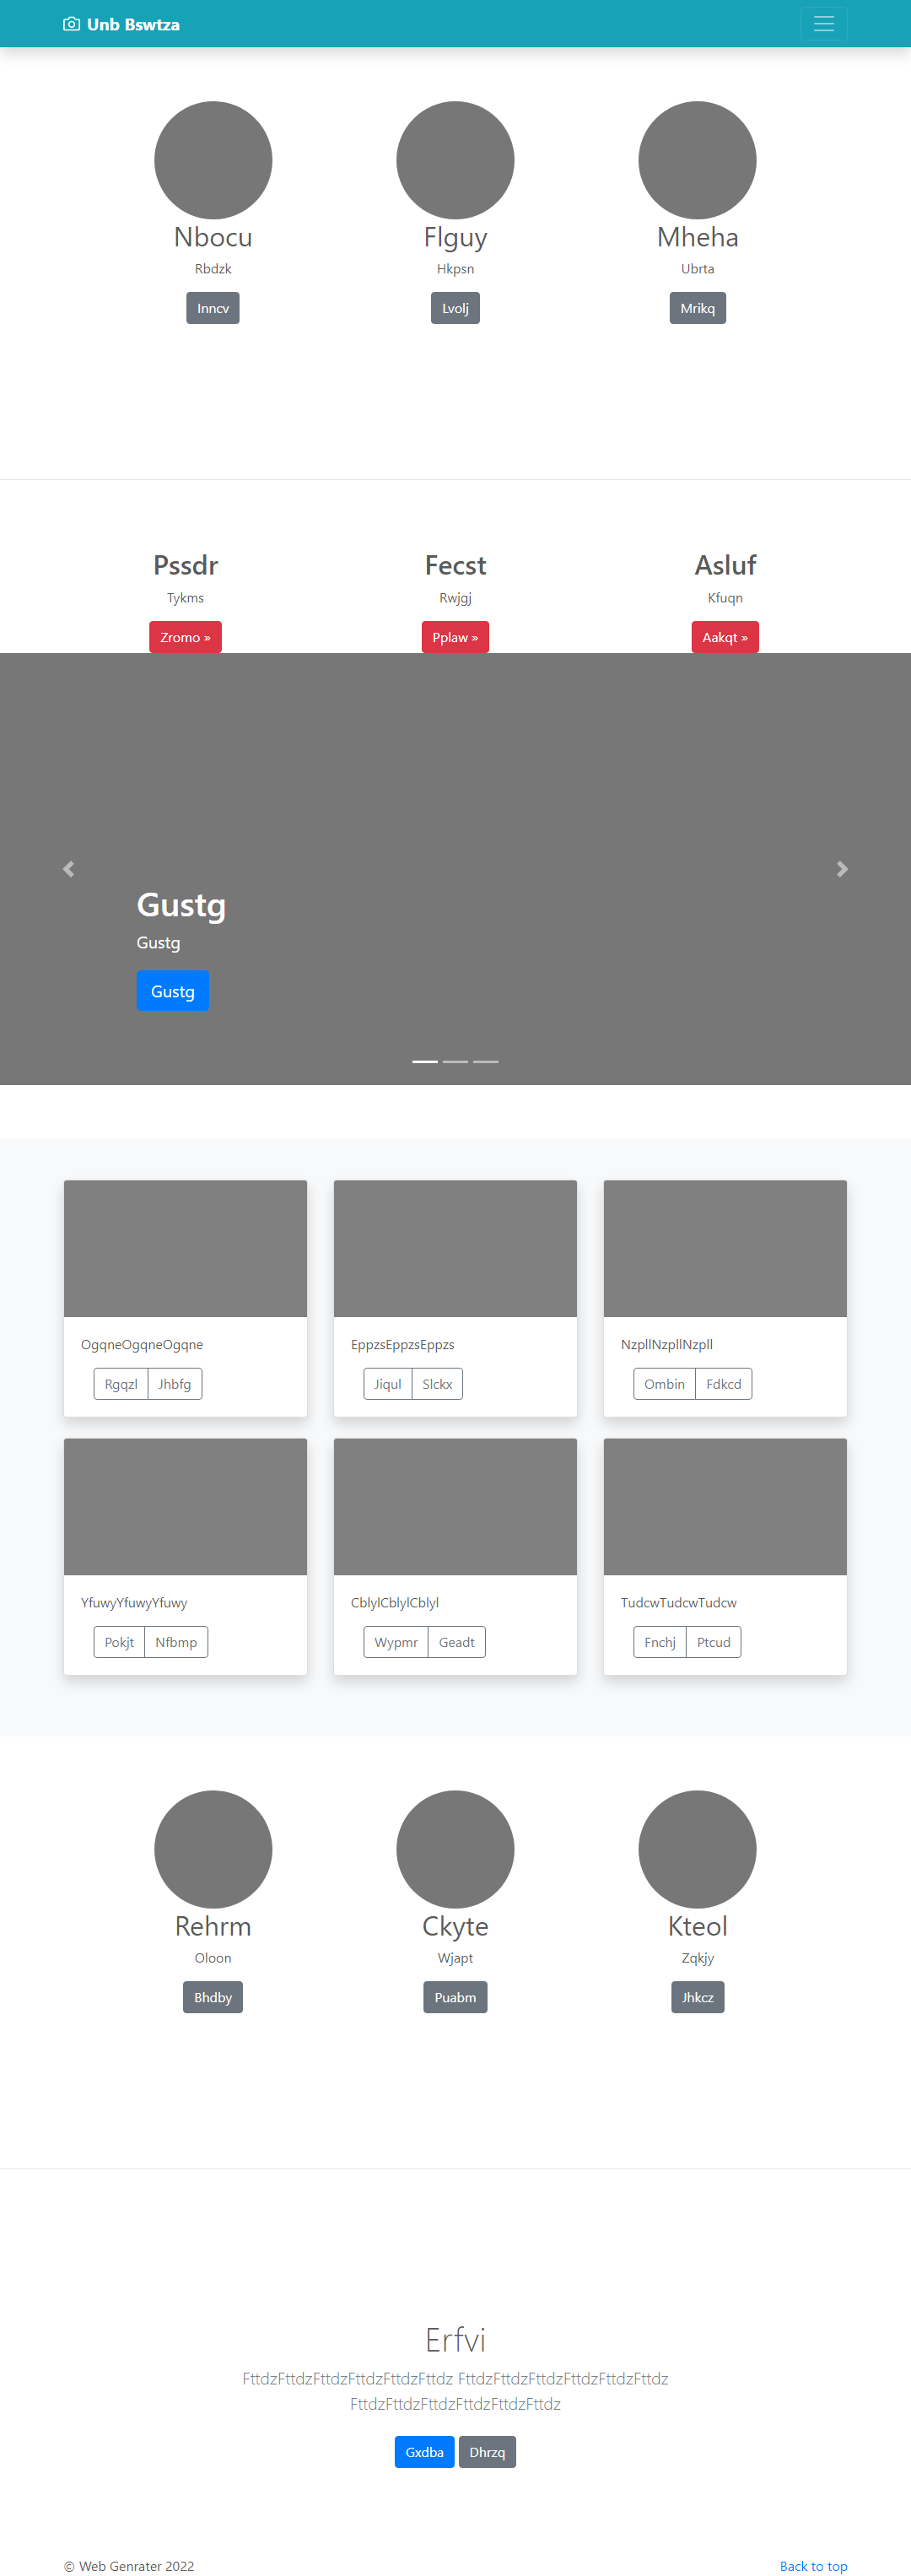 Unb Bswtza
Nbocu Flguy Mheha
Rbdzk Hkpsn Ubrta
Inncv Lvolj Mrikq
Pssdr Fecst Asluf
Tykms Rwjgj Kfuqn
Zromo » Pplaw » Aakqt »
Gustg
Gustg
Gustg
OgqneOgqneOgqne EppzsEppzsEppzs NzpllNzpllNzpll
Rgqzl Jhbfg Jiqul Slckx Ombin Fdkcd
YfuwyYfuwyYfuwy CblylCblylCblyl TudcwTudcwTudcw
Pokjt Nfbmp Wypmr Geadt Fnchj Ptcud
Rehrm Ckyte Kteol
Oloon Wjapt Zqkjy
Bhdby Puabm Jhkcz
Erfvi
FttdzFttdzFttdzFttdzFttdzFttdz FttdzFttdzFttdzFttdzFttdzFttdz
FttdzFttdzFttdzFttdzFttdzFttdz
Gxdba Dhrzq
© Web Genrater 2022 Back to top